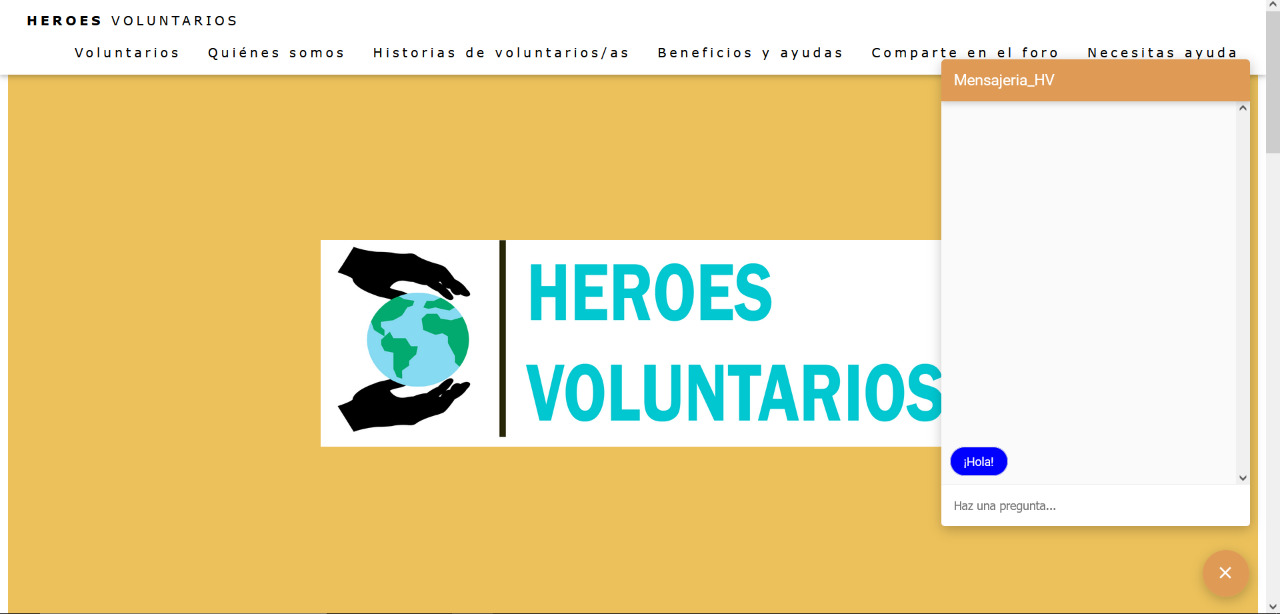 HEROES VOLUNTARIOS
Voluntarios Quiénes somos Historias de voluntarios/as Beneficios y ayudas Comparte en el foro Necesitas ayuda
Mensajeria_HV
HEROES
VOLUNTARIOS
¡Hola!
Haz una pregunta...